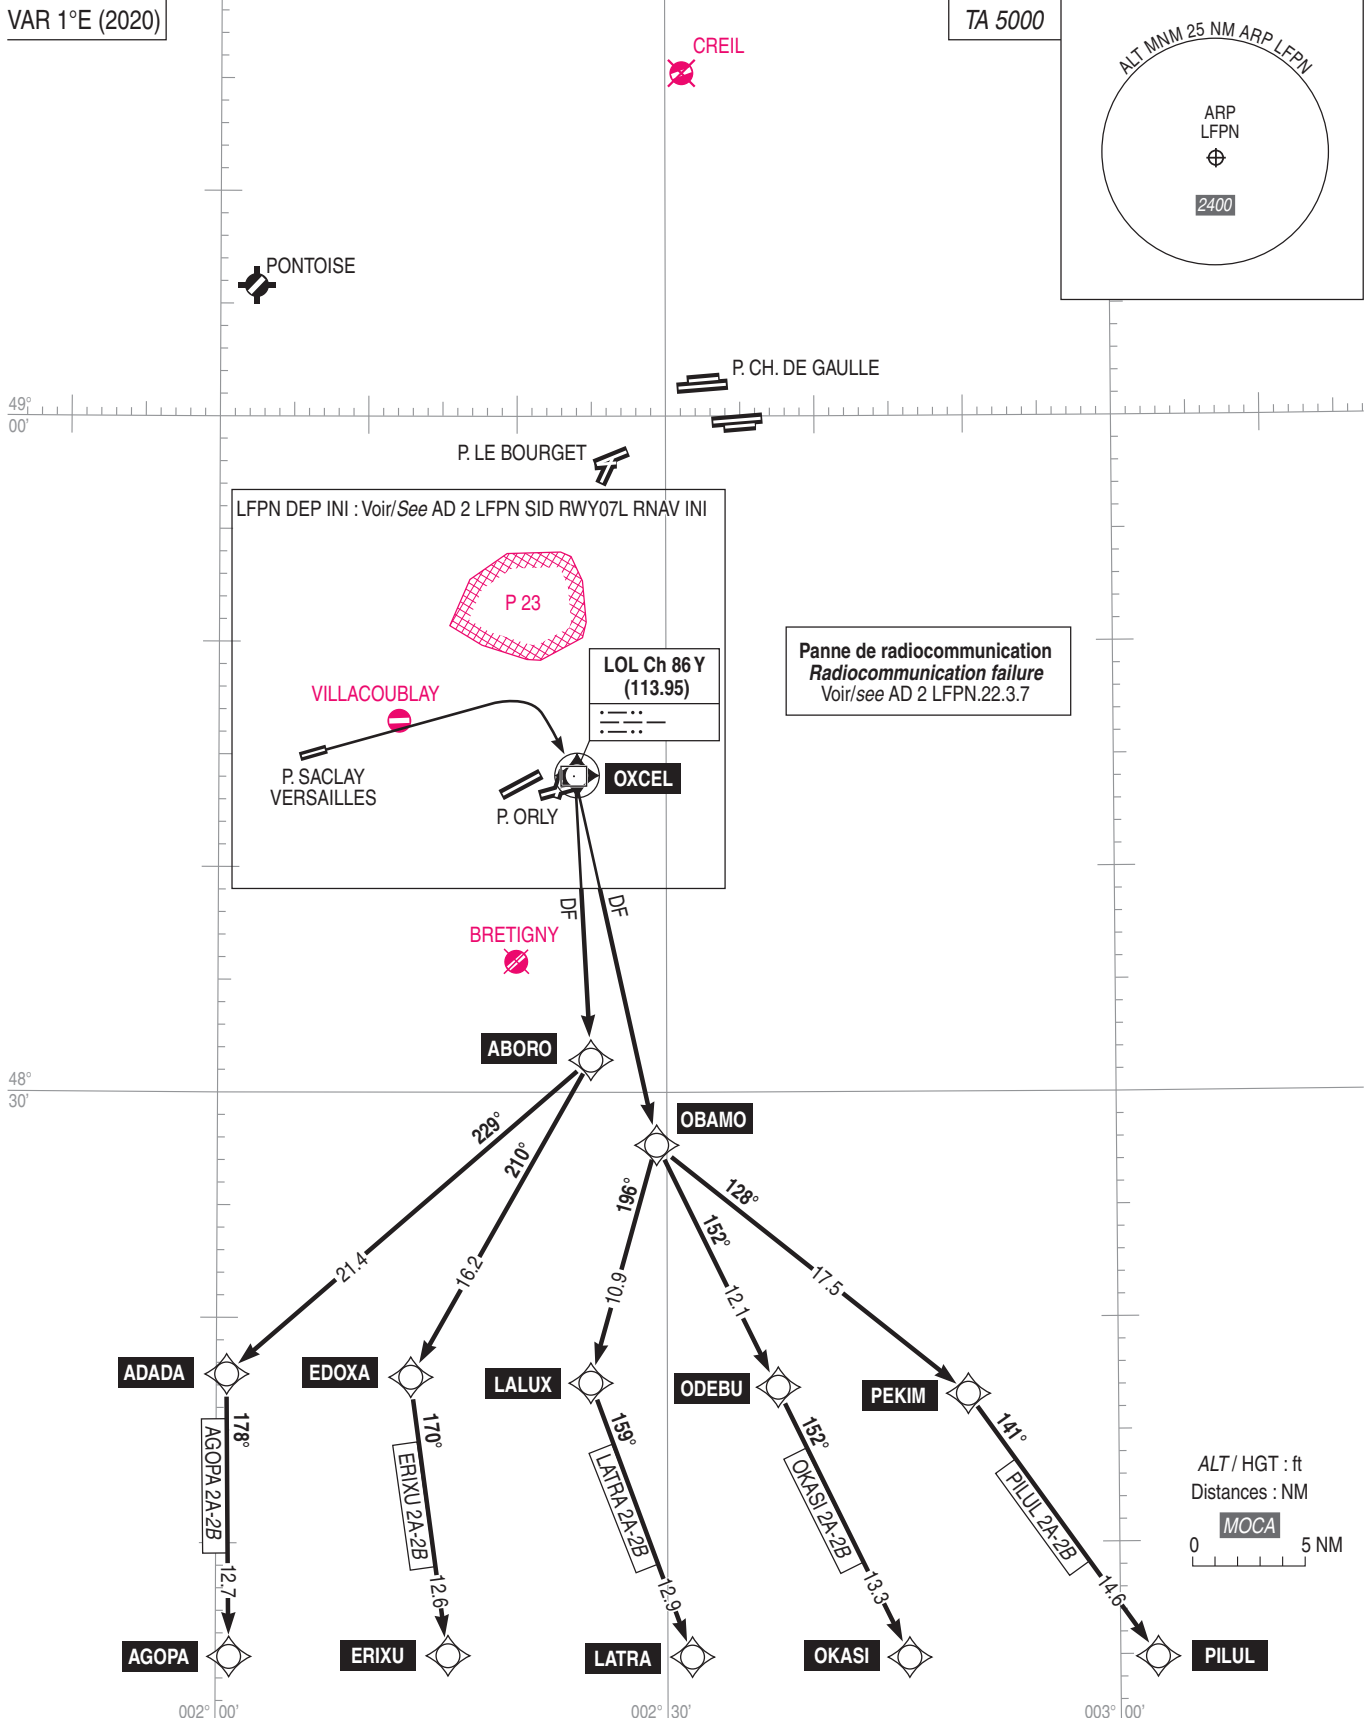 VAR 1°E (2020)
TA 5000
ALT MNM 25 NM ARP LFPN
ARP
LFPN
2400
CREIL
PONTOISE
P. CH. DE GAULLE
49°
00'
P. LE BOURGET
LFPN DEP INI : Voir/See AD 2 LFPN SID RWY07L RNAV INI
P 23
LOL Ch 86 Y
(113.95)
Panne de radiocommunication
Radiocommunication failure
Voir/see AD 2 LFPN.22.3.7
VILLACOUBLAY
P. SACLAY
VERSAILLES
OXCEL
P. ORLY
DF
DF
BRETIGNY
ABORO
48°
30'
OBAMO
229°
210°
196°
152°
128°
21.4
16.2
10.9
12.1
17.5
ADADA
EDOXA
LALUX
ODEBU
PEKIM
178°
170°
159°
152°
141°
AGOPA 2A-2B
ERIXU 2A-2B
LATRA 2A-2B
OKASI 2A-2B
PILUL 2A-2B
ALT / HGT : ft
Distances : NM
MOCA
0 5 NM
12.7
12.6
12.9
13.3
14.6
AGOPA
ERIXU
LATRA
OKASI
PILUL
002° 00'
002° 30'
003° 00'